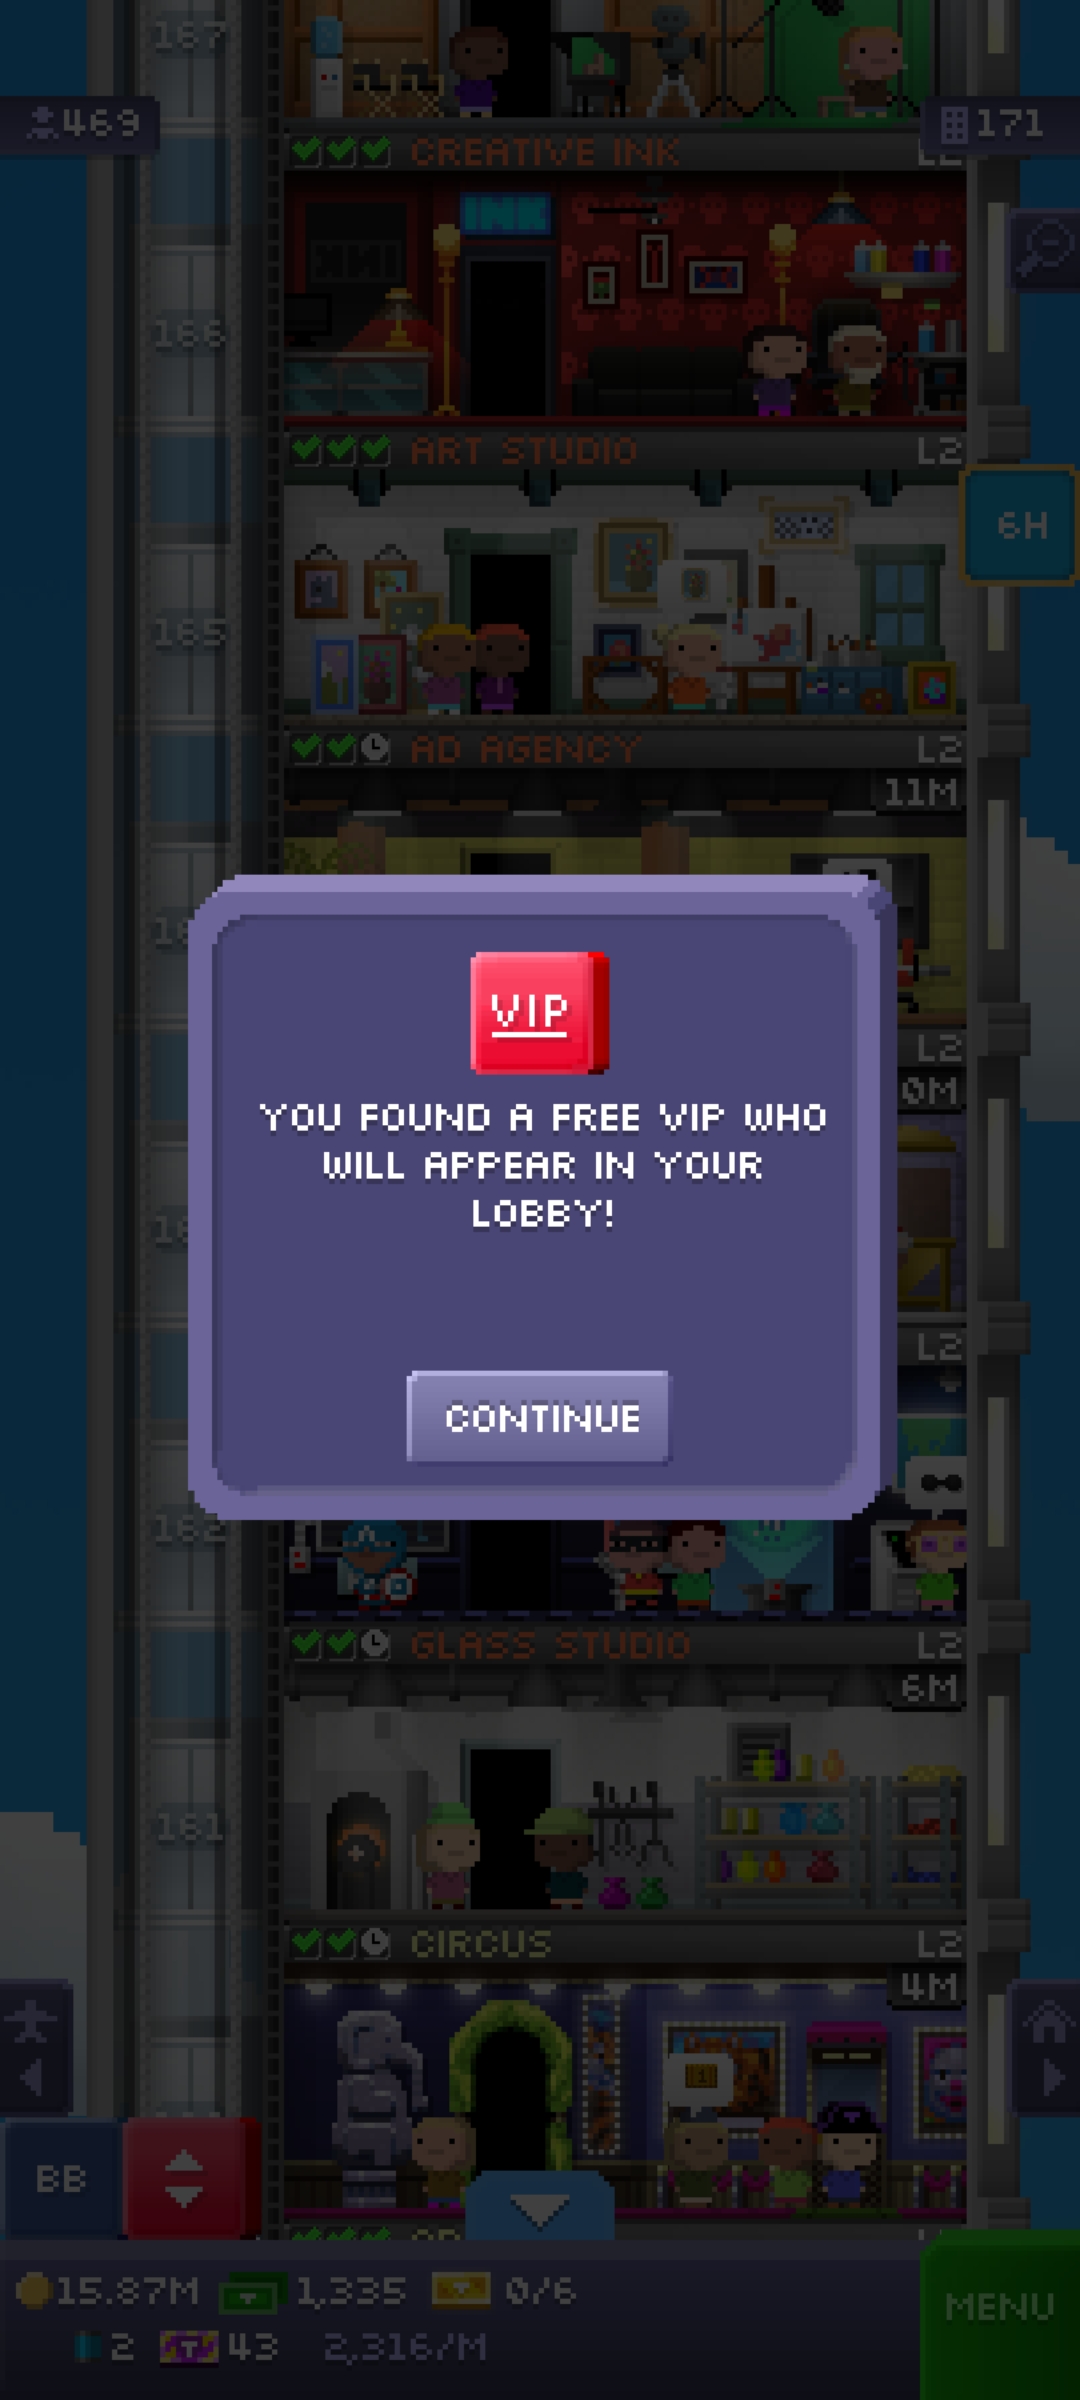 167
469
171
CREATIVE INK
INK
166
ART STUDIO
L2
6H
165
AD AGENCY
L2
11M
VIP
YOU FOUND A FREE VIP WHO
WILL APPEAR IN YOUR
LOBBY!
CONTINUE
L2
0M
L2
162
GLASS STUDIO
L2
6M
161
CIRCUS
L2
4M
BB
15.87M
1,335
0/6
2
43
2,316/M
MENU